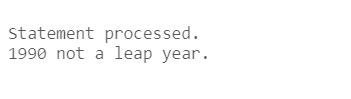 Statement processed.
1990 not a leap year.